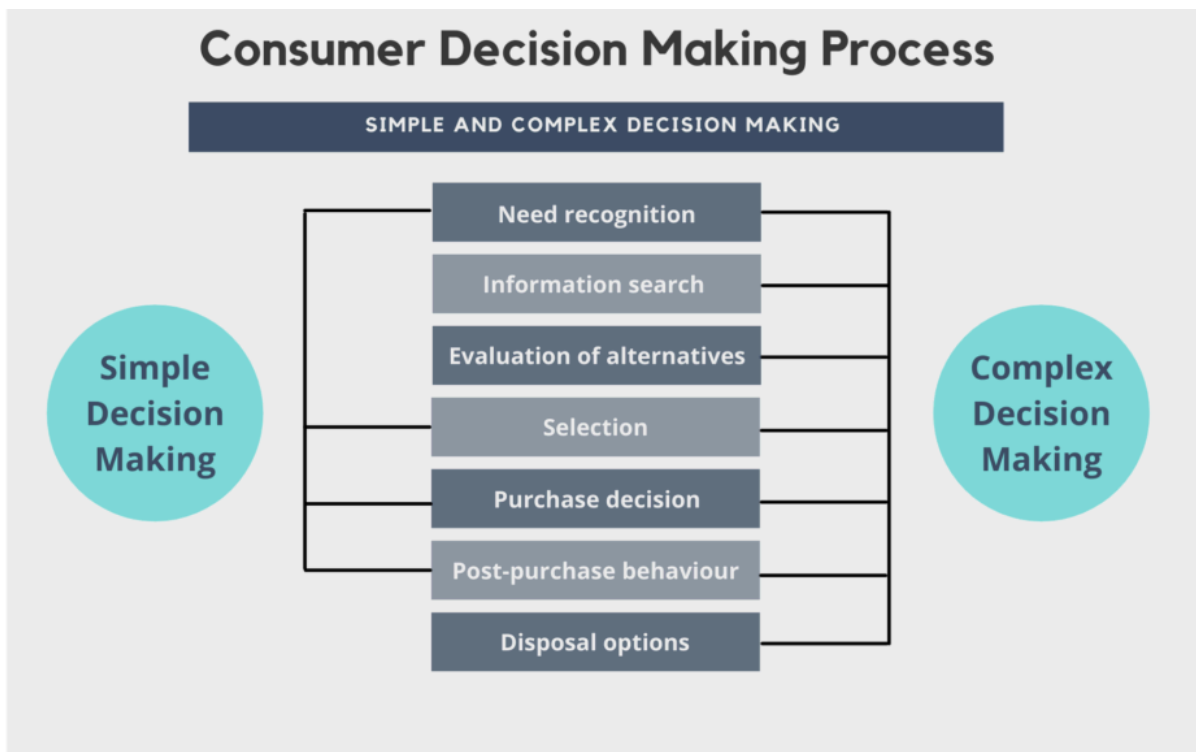 Consumer Decision Making Process
SIMPLE AND COMPLEX DECISION MAKING
Need recognition
Information search
Evaluation of alternatives
Selection
Purchase decision
Post-purchase behaviour
Disposal options
Simple
Decision
Making
Complex
Decision
Making